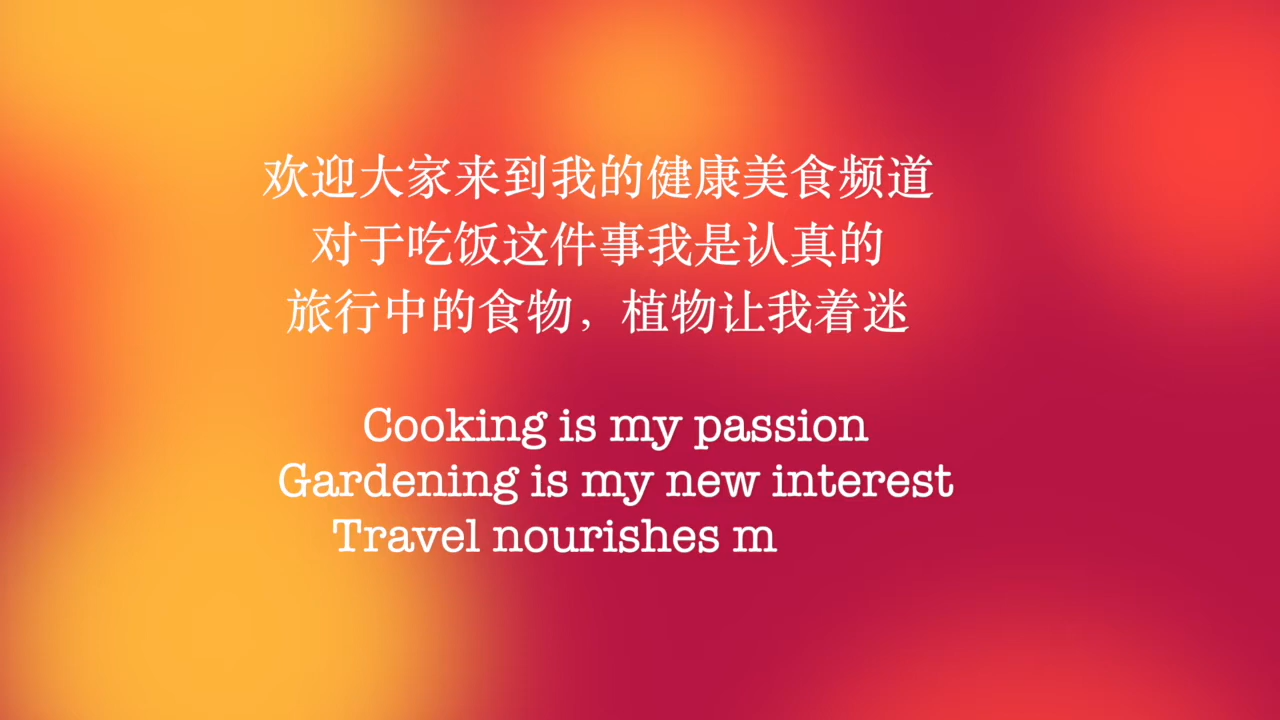 欢迎大家来到我的健康美食频道
对于吃饭这件事我是认真的
旅行中的食物，植物让我着迷
Cooking is my passion
Gardening is my new interest
Travel nourishes m